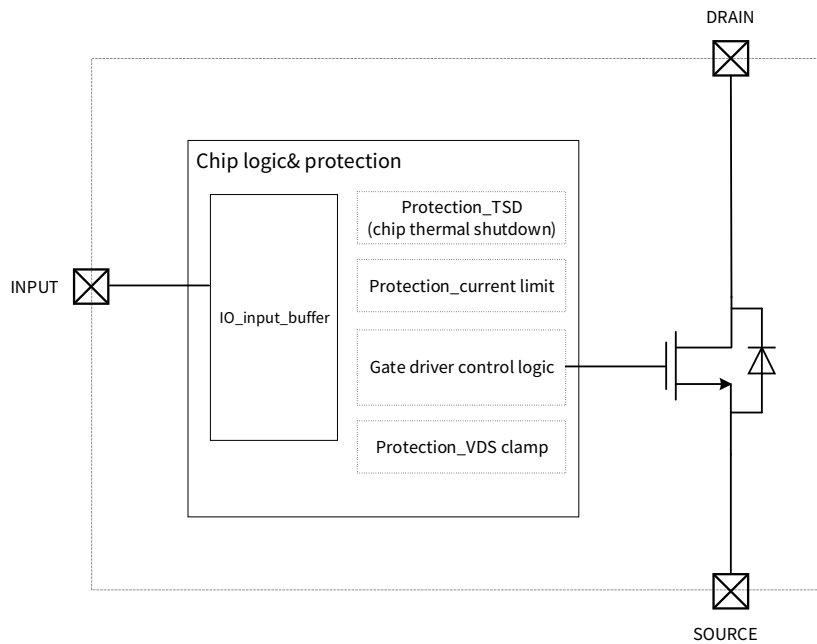 DRAIN
Chip logic& protection
Protection_TSD
(chip thermal shutdown)
INPUT
Protection_current limit
IO_input_buffer
Gate driver control logic
Protection_VDS clamp
SOURCE